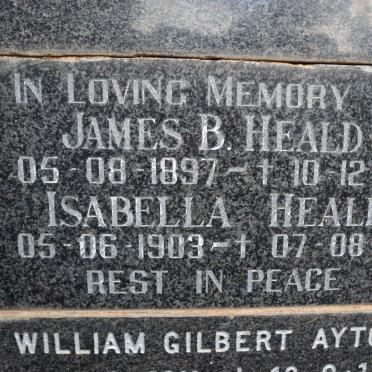 IN LOVING MEMORY
JAMES B. HEALD
05-08-1897-† 10-12
ISABELLA HEAL
05-06-1903-† 07-08
REST IN PEACE
WILLIAM GILBERT AYT